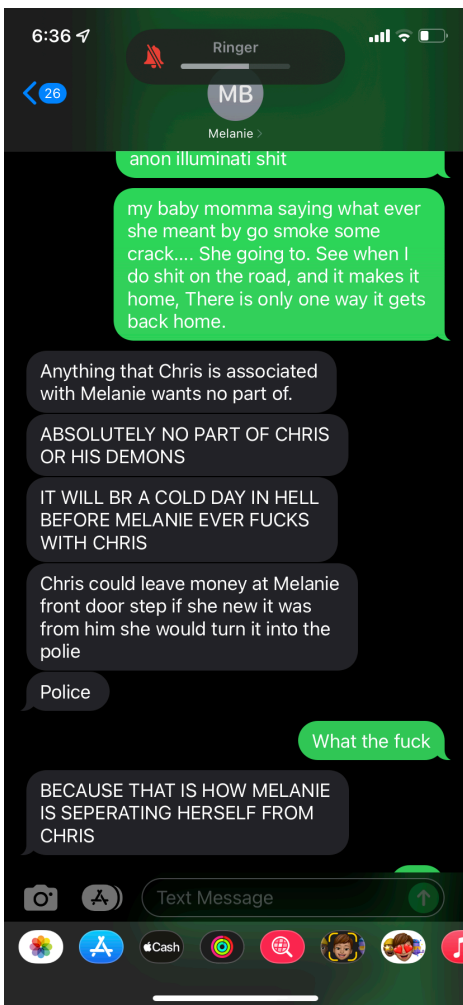 6:36
Ringer
26
MB
Melanie
anon illuminati shit
my baby momma saying what ever
she meant by go smoke some
crack.... She going to. See when I
do shit on the road, and it makes it
home, There is only one way it gets
back home.
Anything that Chris is associated
with Melanie wants no part of.
ABSOLUTELY NO PART OF CHRIS
OR HIS DEMONS
IT WILL BR A COLD DAY IN HELL
BEFORE MELANIE EVER FUCKS
WITH CHRIS
Chris could leave money at Melanie
front door step if she new it was
from him she would turn it into the
polie
Police
What the fuck
BECAUSE THAT IS HOW MELANIE
IS SEPERATING HERSELF FROM
CHRIS
Text Message
Cash